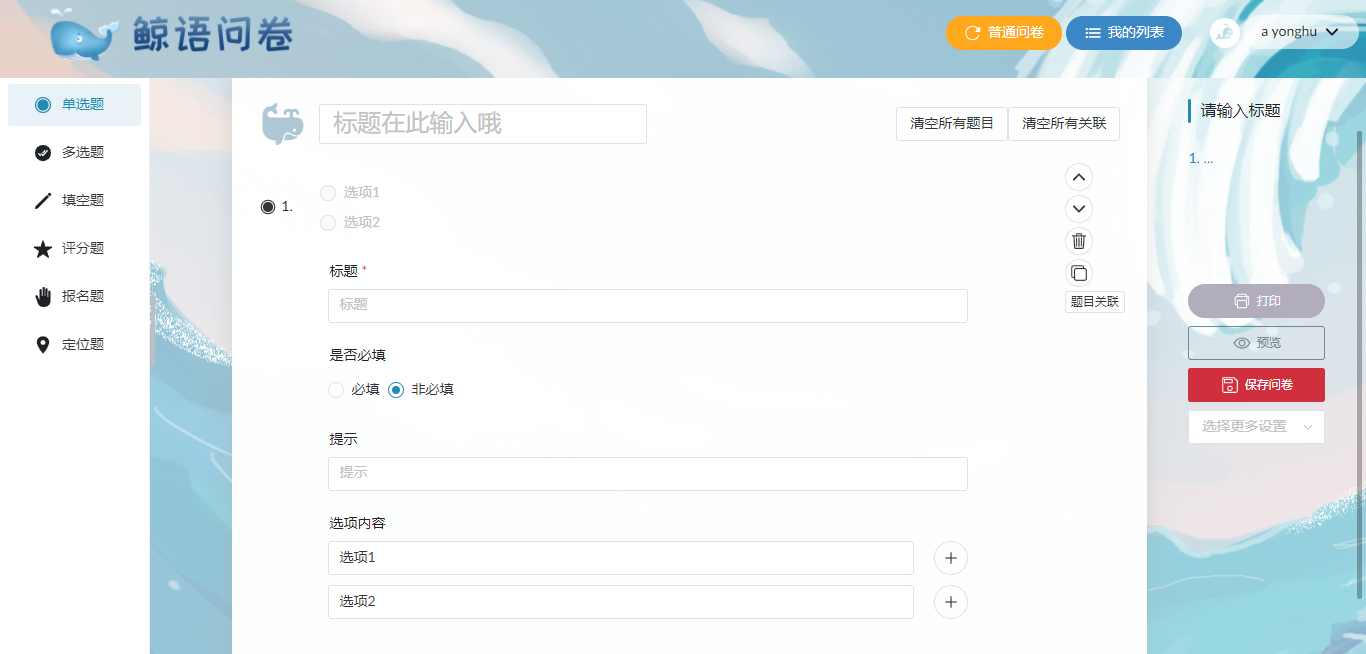 鲸语问卷
普通问卷
我的列表
a yonghu
单选题
多选题
填空题
评分题
报名题
定位题
标题在此输入哦
清空所有题目
清空所有关联
1.
选项1
选项2
标题 *
标题
是否必填
必填
非必填
提示
提示
选项内容
选项1
选项2
题目关联
请输入标题
1. ...
打印
预览
保存问卷
选择更多设置